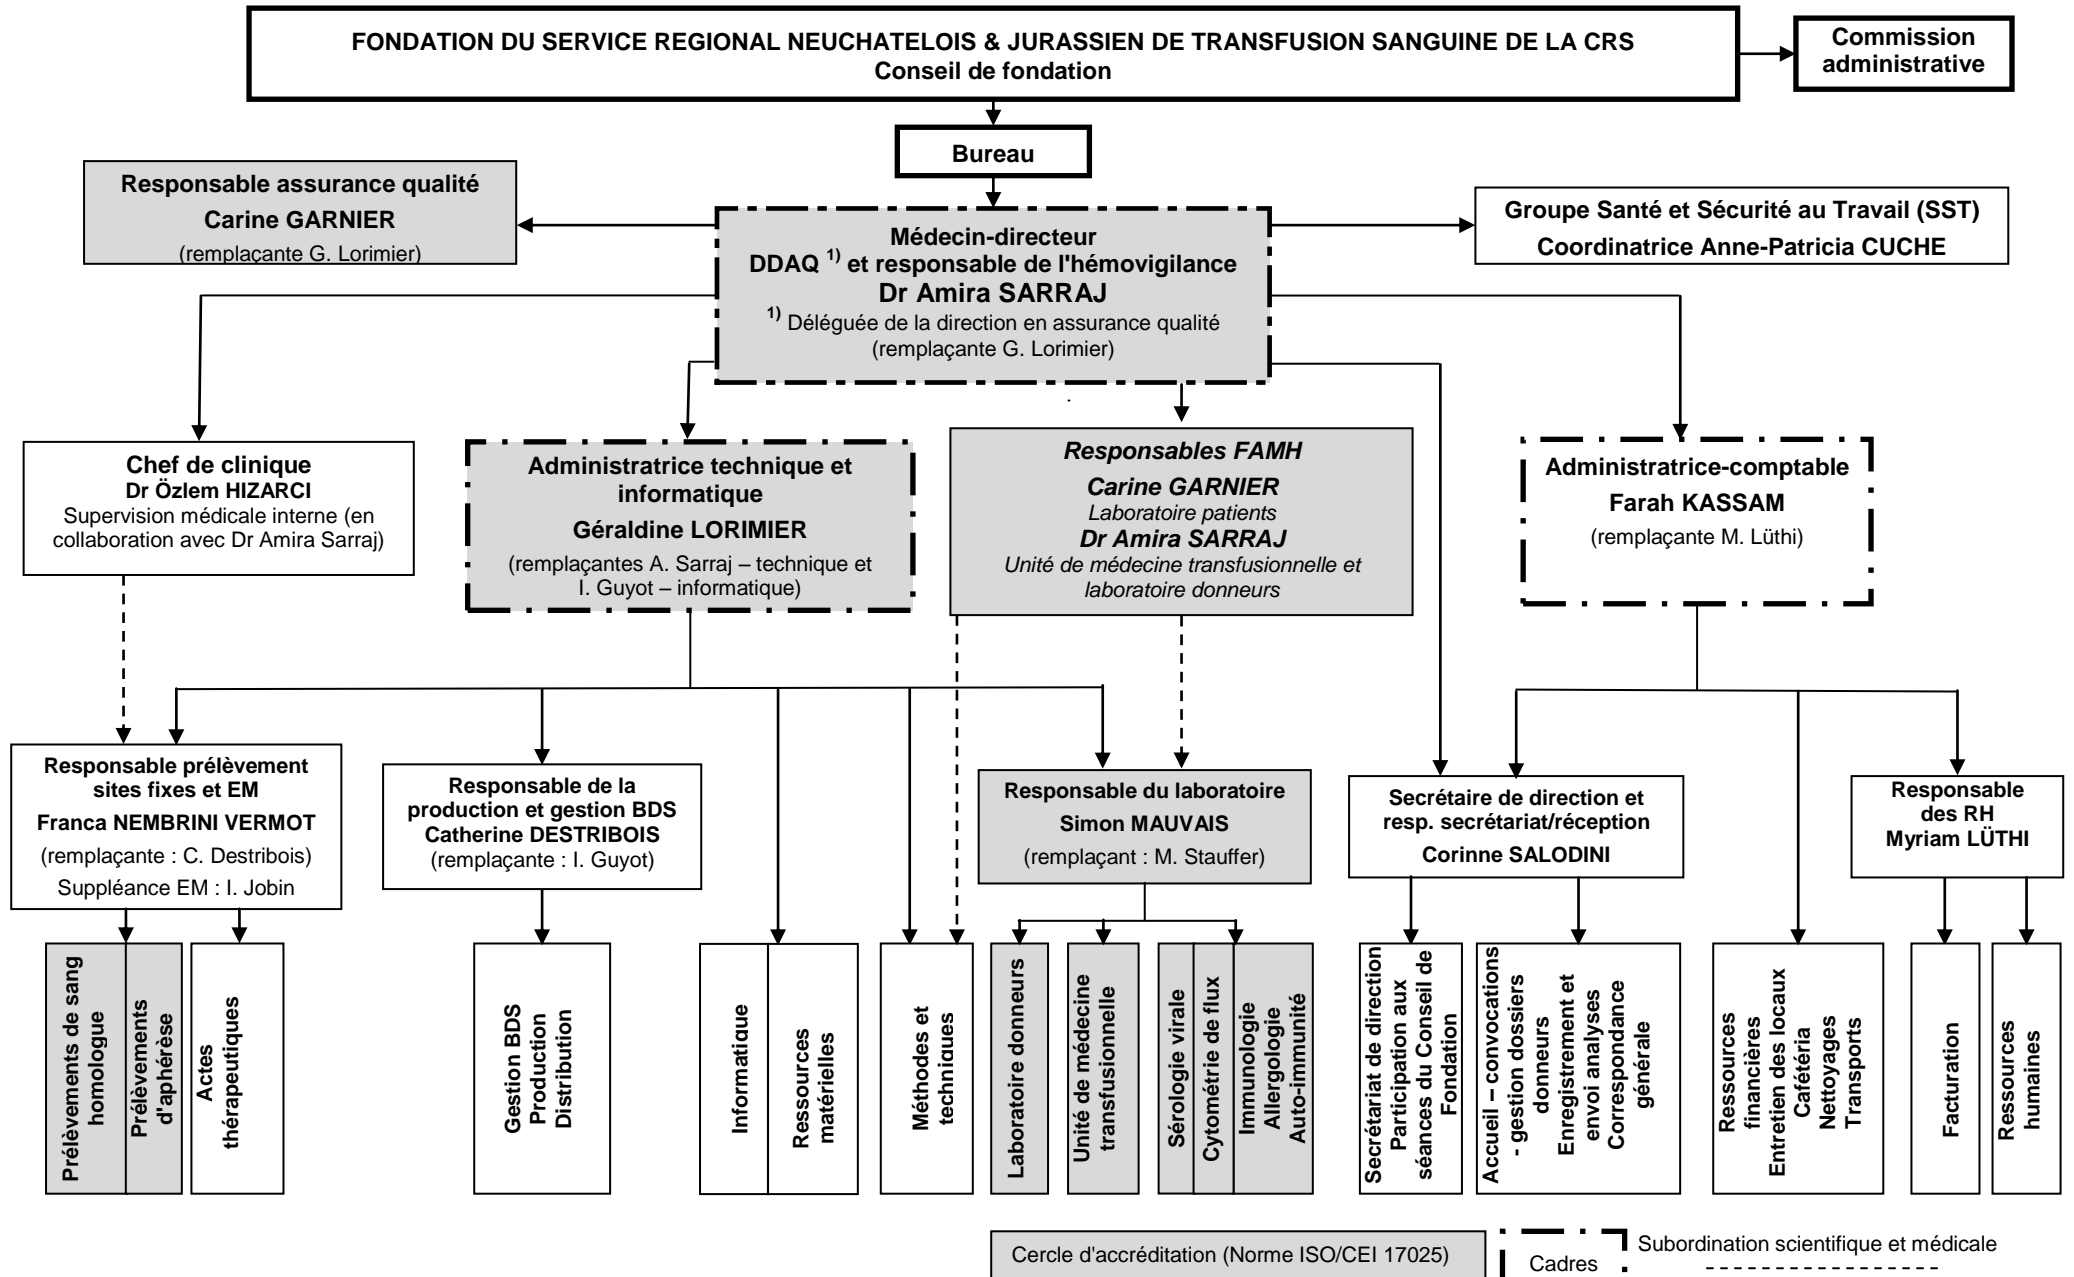 FONDATION DU SERVICE REGIONAL NEUCHATELOIS & JURASSIEN DE TRANSFUSION SANGUINE DE LA CRS
Conseil de fondation
Commission
administrative
Bureau
Responsable assurance qualité
Carine GARNIER
(remplaçante G. Lorimier)
Médecin-directeur
DDAQ 1) et responsable de l'hémovigilance
Dr Amira SARRAJ
1) Déléguée de la direction en assurance qualité
(remplaçante G. Lorimier)
Groupe Santé et Sécurité au Travail (SST)
Coordinatrice Anne-Patricia CUCHE
Chef de clinique
Dr Özlem HIZARCI
Supervision médicale interne (en
collaboration avec Dr Amira Sarraj)
Administratrice technique et
informatique
Géraldine LORIMIER
(remplaçantes A. Sarraj – technique et
I. Guyot – informatique)
Responsables FAMH
Carine GARNIER
Laboratoire patients
Dr Amira SARRAJ
Unité de médecine transfusionnelle et
laboratoire donneurs
Administratrice-comptable
Farah KASSAM
(remplaçante M. Lüthi)
Responsable prélèvement
sites fixes et EM
Franca NEMBRINI VERMOT
(remplaçante : C. Destribois)
Suppléance EM : I. Jobin
Responsable de la
production et gestion BDS
Catherine DESTRIBOIS
(remplaçante : I. Guyot)
Responsable du laboratoire
Simon MAUVAIS
(remplaçant : M. Stauffer)
Secrétaire de direction et
resp. secrétariat/réception
Corinne SALODINI
Responsable
des RH
Myriam LÜTHI
Prélèvements de sang
homologue
Prélèvements
d'aphérèse
Actes
thérapeutiques
Gestion BDS
Production
Distribution
Informatique
Ressources
matérielles
Méthodes et
techniques
Laboratoire donneurs
Unité de médecine
transfusionnelle
Sérologie virale
Cytométrie de flux
Immunologie
Allergologie
Auto-immunité
Secrétariat de direction
Participation aux
séances du Conseil de
Fondation
Accueil – convocations
- gestion dossiers
donneurs
Enregistrement et
envoi analyses
Correspondance
générale
Ressources
financières
Entretien des locaux
Cafétéria
Nettoyages
Transports
Facturation
Ressources
humaines
Cercle d'accréditation (Norme ISO/CEI 17025)
Cadres
Subordination scientifique et médicale